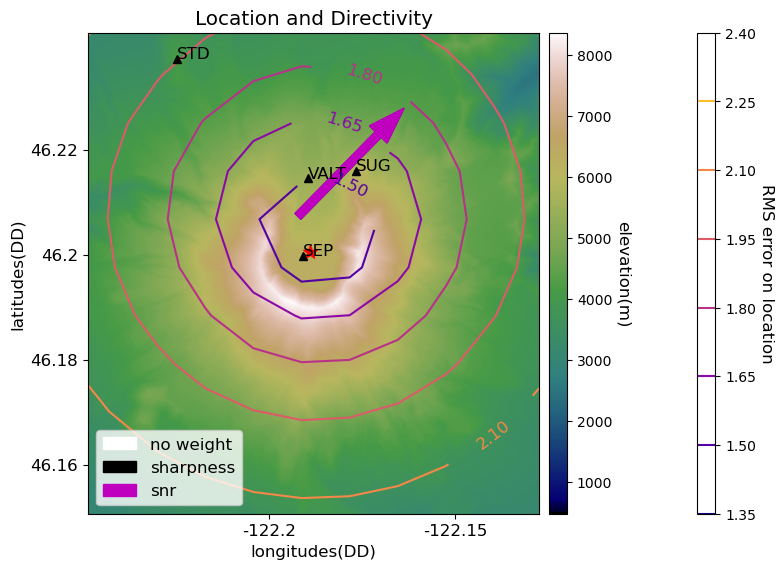 Location and Directivity
STD
1.80
1.65
VALT
SUG
1.50
SEP
2.10
46.22
46.2
46.18
46.16
latitudes(DD)
-122.2
-122.15
longitudes(DD)
no weight
sharpness
snr
8000
7000
6000
5000
4000
3000
2000
1000
elevation(m)
2.40
2.25
2.10
1.95
1.80
1.65
1.50
1.35
RMS error on location